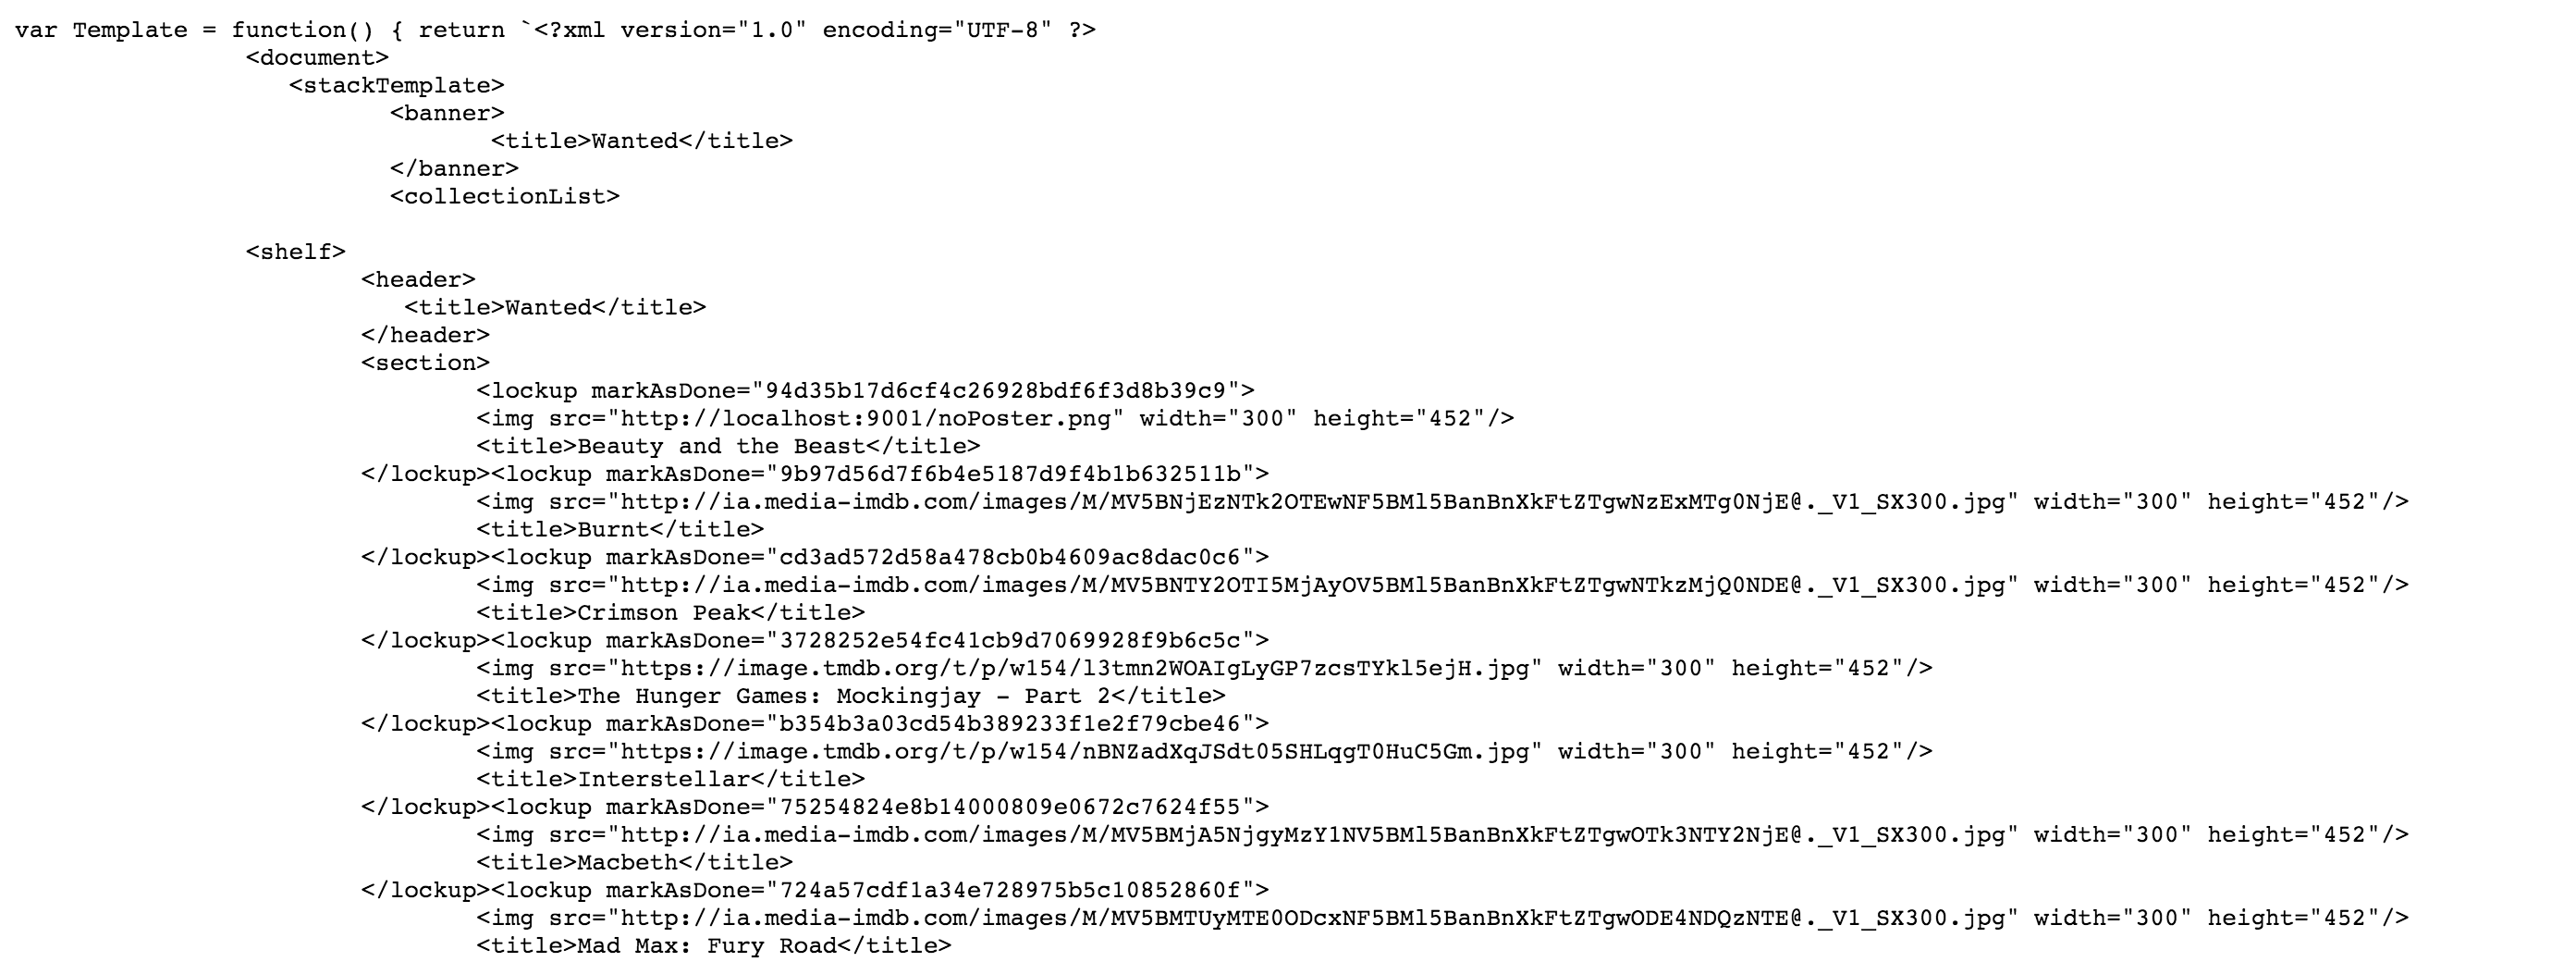 var Template = function() { return `<?xml version="1.0" encoding="UTF-8" ?>
<document>
<stackTemplate>
<banner>
<title>Wanted</title>
</banner>
<collectionList>
<shelf>
<header>
<title>Wanted</title>
</header>
<section>
<lockup markAsDone="94d35b17d6cf4c26928bdf6f3d8b39c9">
<img src="http://localhost:9001/noPoster.png" width="300" height="452"/>
<title>Beauty and the Beast</title>
</lockup><lockup markAsDone="9b97d56d7f6b4e5187d9f4b1b632511b">
<img src="http://ia.media-imdb.com/images/M/MV5BNjEzNTk2OTEwNF5BMl5BanBnXkFtZTgwNzExMTg0NjE@._V1_SX300.jpg" width="300" height="452"/>
<title>Burnt</title>
</lockup><lockup markAsDone="cd3ad572d58a478cb0b4609ac8dac0c6">
<img src="http://ia.media-imdb.com/images/M/MV5BNTY2OTI5MjAyOV5BMl5BanBnXkFtZTgwNTkzMjQ0NDE@._V1_SX300.jpg" width="300" height="452"/>
<title>Crimson Peak</title>
</lockup><lockup markAsDone="3728252e54fc41cb9d7069928f9b6c5c">
<img src="https://image.tmdb.org/t/p/w154/l3tmn2WOAIgLyGP7zcsTYkl5ejH.jpg" width="300" height="452"/>
<title>The Hunger Games: Mockingjay - Part 2</title>
</lockup><lockup markAsDone="b354b3a03cd54b389233f1e2f79cbe46">
<img src="https://image.tmdb.org/t/p/w154/nBNZadXqJSdt05SHLqgT0HuC5Gm.jpg" width="300" height="452"/>
<title>Interstellar</title>
</lockup><lockup markAsDone="75254824e8b14000809e0672c7624f55">
<img src="http://ia.media-imdb.com/images/M/MV5BMjA5NjgyMzY1NV5BMl5BanBnXkFtZTgwOTk3NTY2NjE@._V1_SX300.jpg" width="300" height="452"/>
<title>Macbeth</title>
</lockup><lockup markAsDone="724a57cdf1a34e728975b5c10852860f">
<img src="http://ia.media-imdb.com/images/M/MV5BMTUyMTE0ODcxNF5BMl5BanBnXkFtZTgwODE4NDQzNTE@._V1_SX300.jpg" width="300" height="452"/>
<title>Mad Max: Fury Road</title>